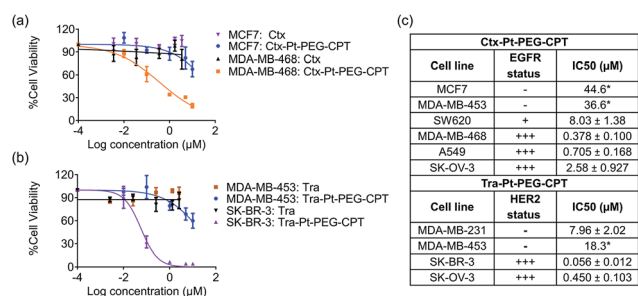 (a)
120
90
60
30
0
%Cell Viability
-4
-2
0
2
Log concentration (µM)
MCF7: Ctx
MCF7: Ctx-Pt-PEG-CPT
MDA-MB-468: Ctx
MDA-MB-468: Ctx-Pt-PEG-CPT
(b)
120
90
60
30
0
%Cell Viability
-4
-2
0
2
Log concentration (µM)
MDA-MB-453: Tra
MDA-MB-453: Tra-Pt-PEG-CPT
SK-BR-3: Tra
SK-BR-3: Tra-Pt-PEG-CPT
(c)
Ctx-Pt-PEG-CPT
Cell line EGFR status IC50 (µM)
MCF7 - 44.6*
MDA-MB-453 - 36.6*
SW620 + 8.03 ± 1.38
MDA-MB-468 +++ 0.378 ± 0.100
A549 +++ 0.705 ± 0.168
SK-OV-3 +++ 2.58 ± 0.927
Tra-Pt-PEG-CPT
Cell line HER2 status IC50 (µM)
MDA-MB-231 - 7.96 ± 2.02
MDA-MB-453 - 18.3*
SK-BR-3 +++ 0.056 ± 0.012
SK-OV-3 +++ 0.450 ± 0.103